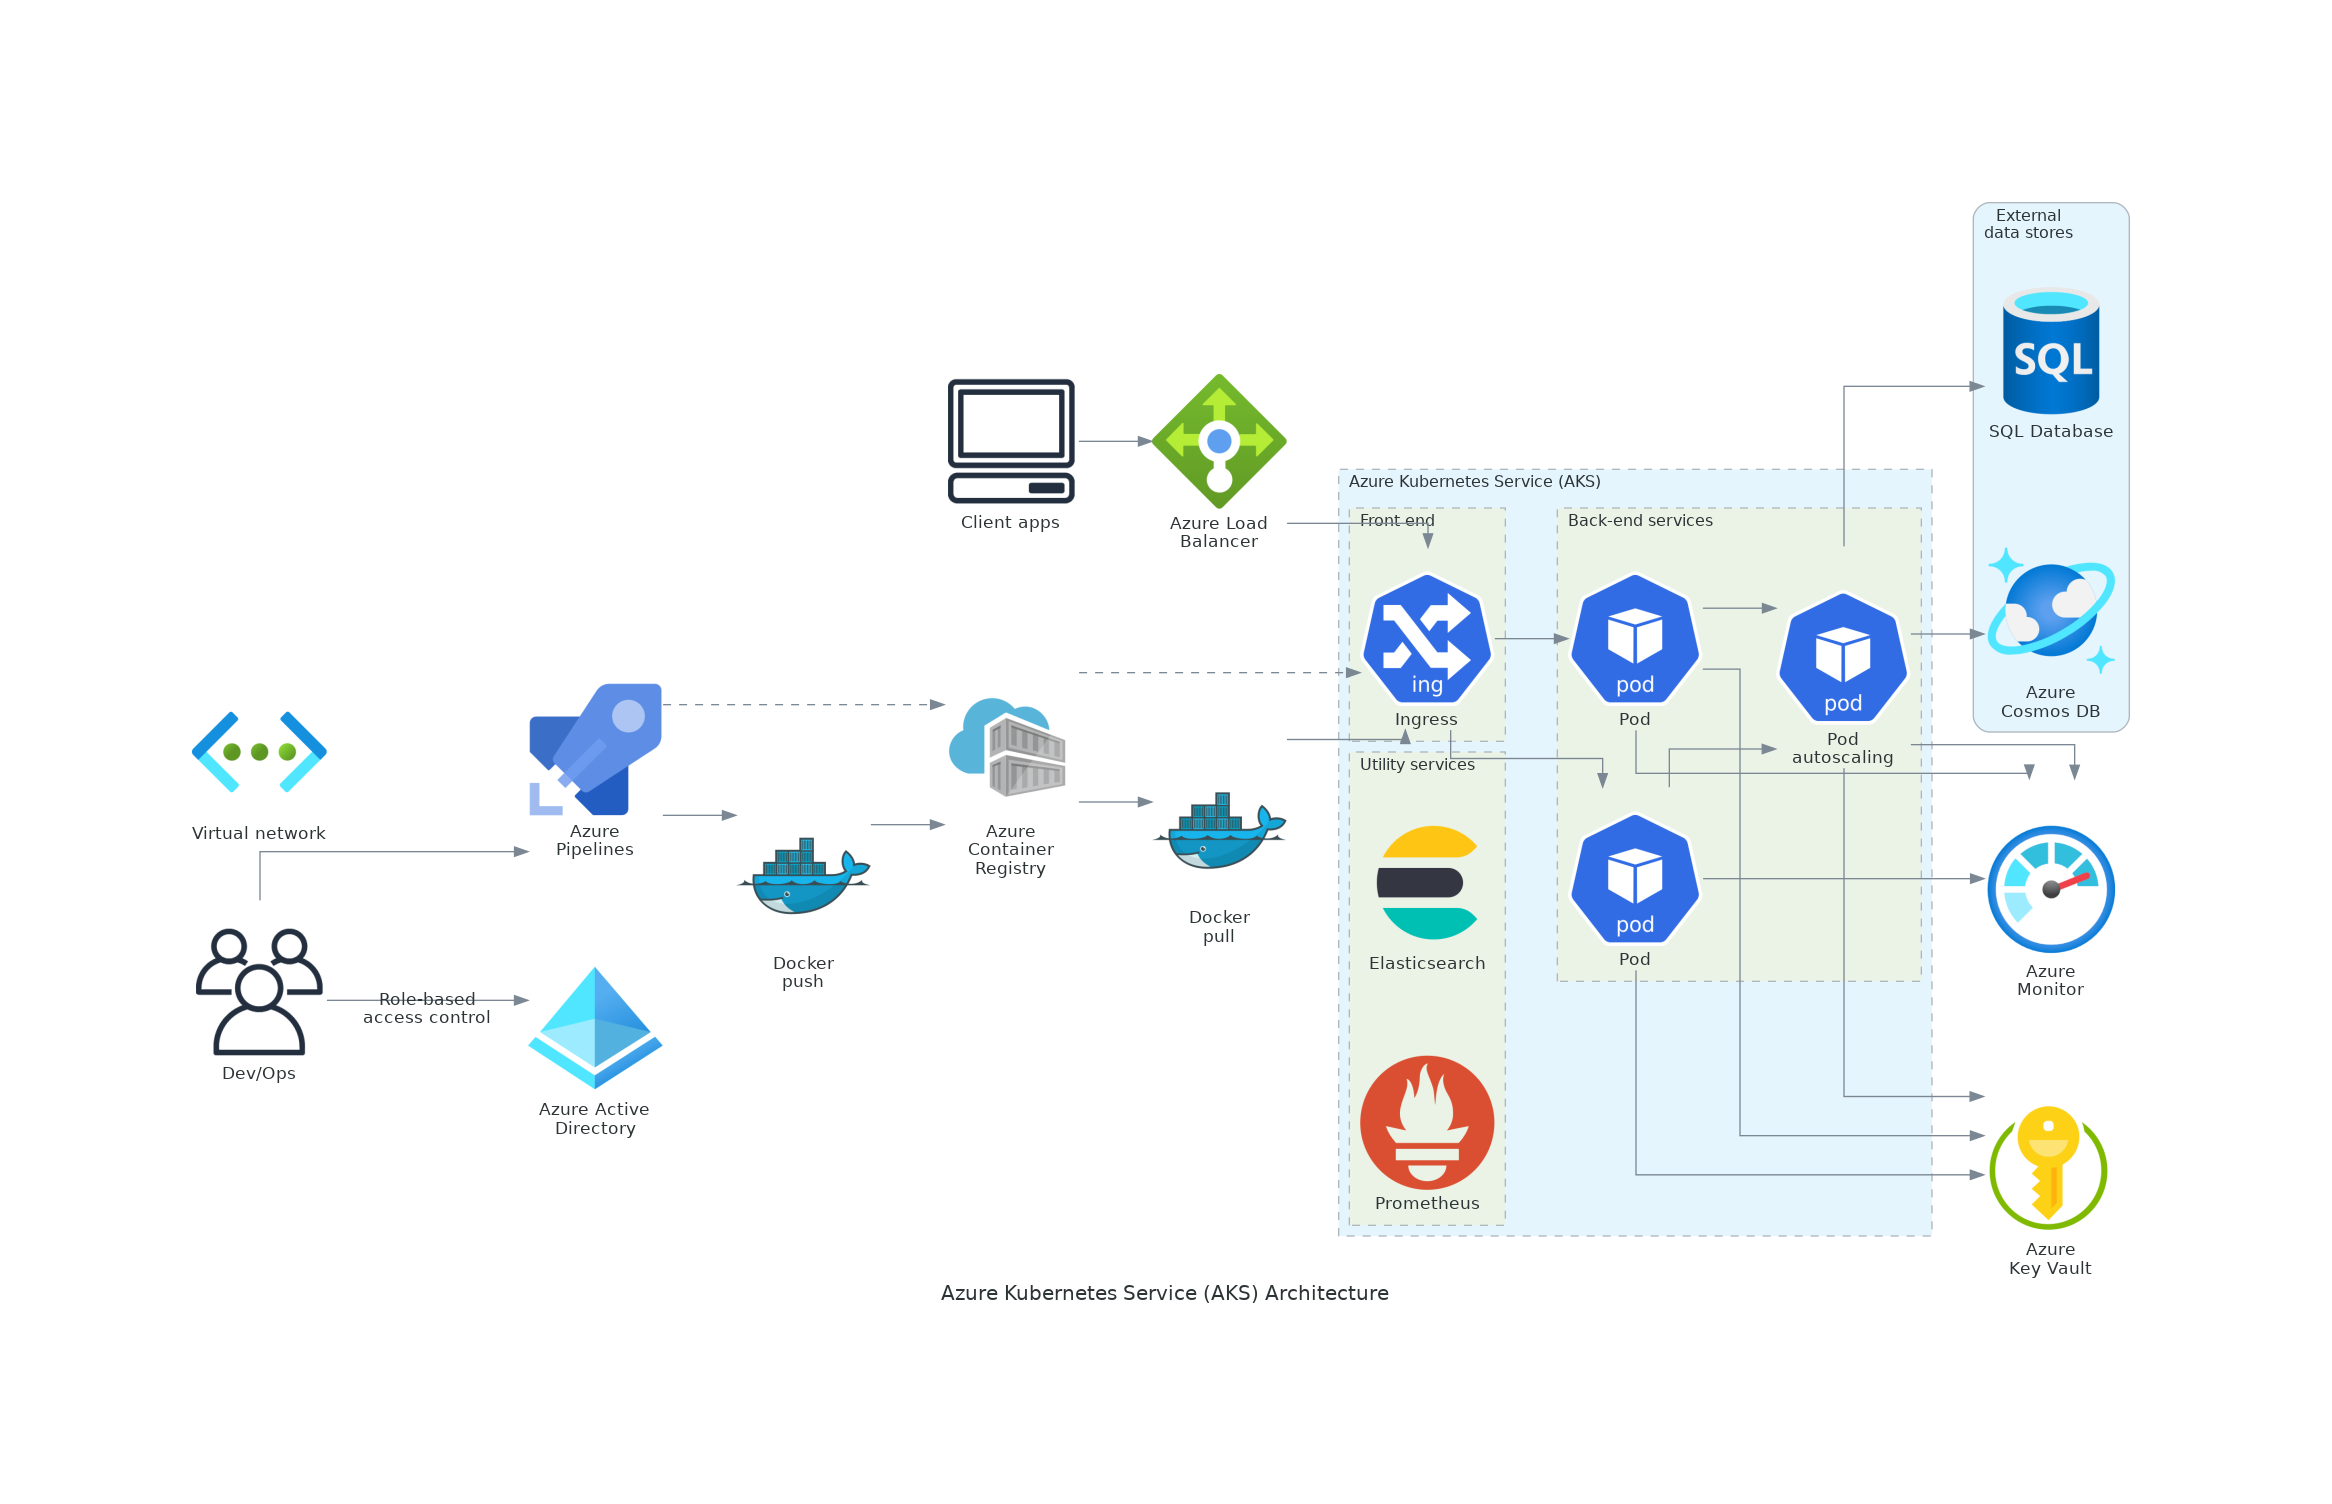 External
data stores
SQL
SQL Database
Client apps
Azure Load
Balancer
Azure Kubernetes Service (AKS)
Front end
Back-end services
ing
Ingress
pod
Pod
pod
Pod
autoscaling
Azure
Cosmos DB
Virtual network
Azure
Pipelines
Docker
push
Azure
Container
Registry
Docker
pull
Utility services
Elasticsearch
pod
Pod
Azure
Monitor
Role-based
access control
Dev/Ops
Azure Active
Directory
Prometheus
Azure
Key Vault
Azure Kubernetes Service (AKS) Architecture